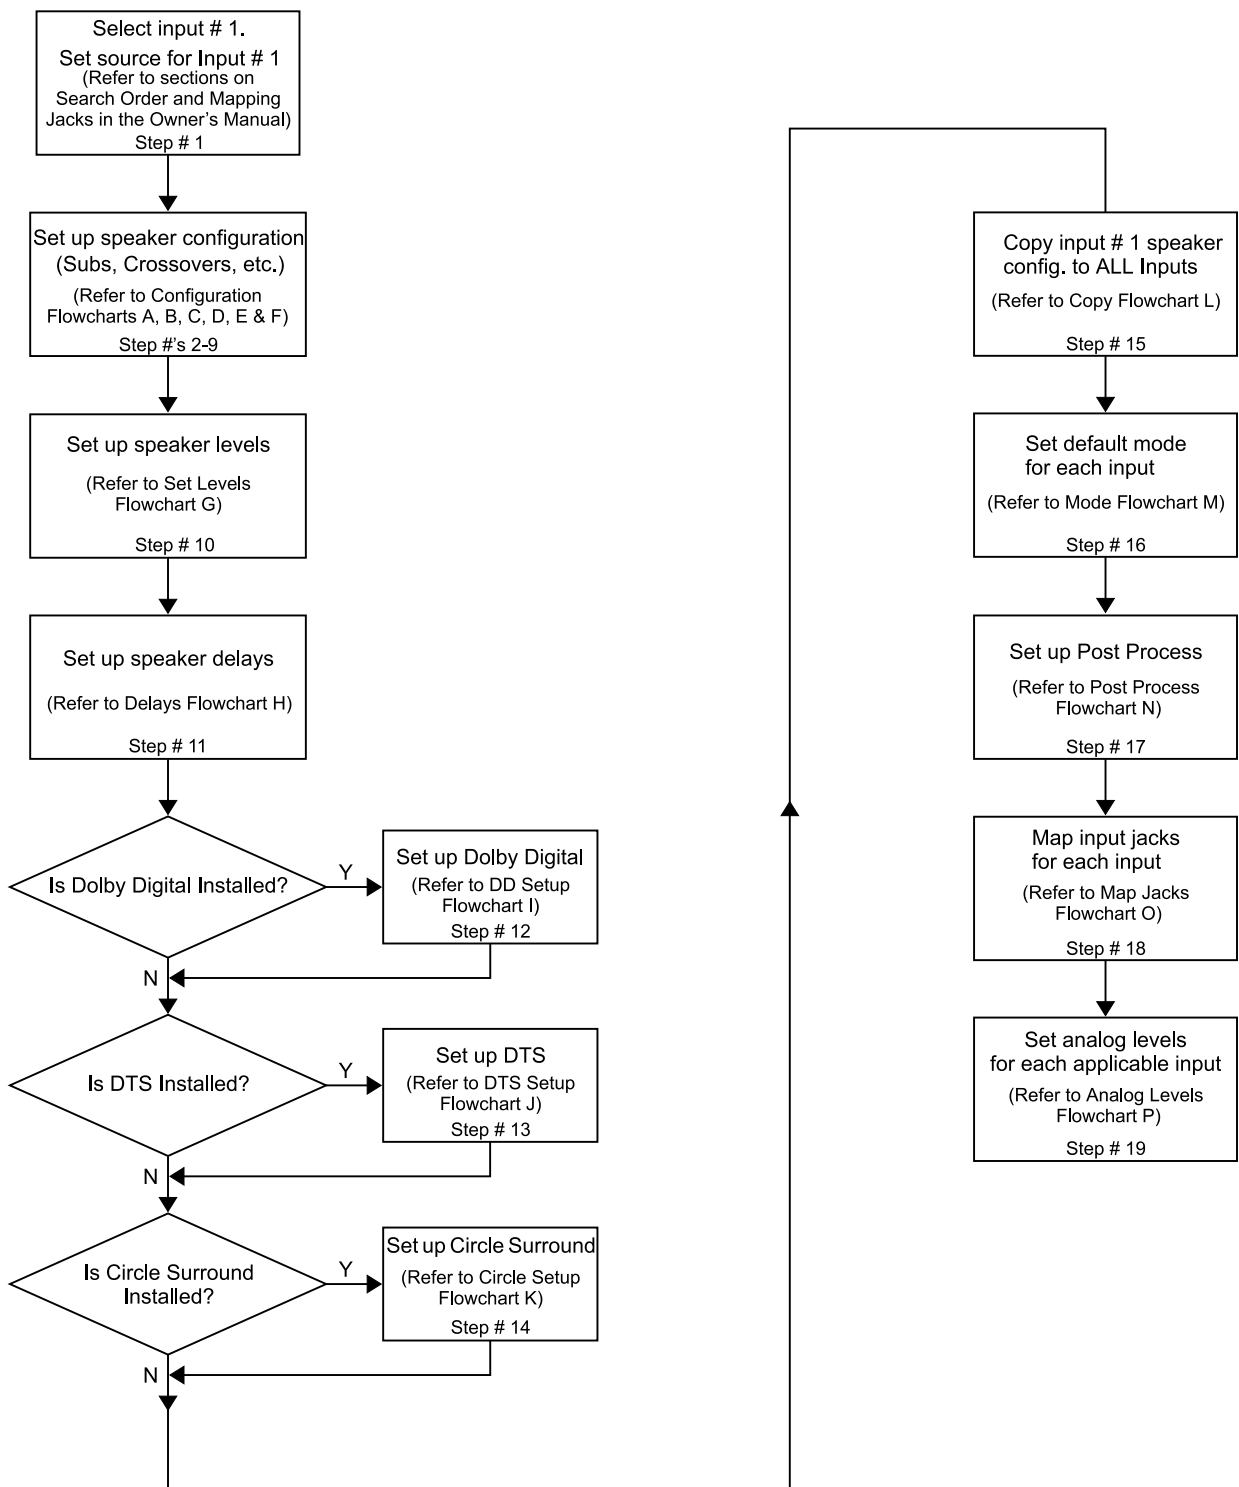 Select input # 1.
Set source for Input # 1
(Refer to sections on
Search Order and Mapping
Jacks in the Owner's Manual)
Step # 1
Set up speaker configuration
(Subs, Crossovers, etc.)
(Refer to Configuration
Flowcharts A, B, C, D, E & F)
Step #'s 2-9
Set up speaker levels
(Refer to Set Levels
Flowchart G)
Step # 10
Set up speaker delays
(Refer to Delays Flowchart H)
Step # 11
Is Dolby Digital Installed?
Y
Set up Dolby Digital
(Refer to DD Setup
Flowchart I)
Step # 12
N
Is DTS Installed?
Y
Set up DTS
(Refer to DTS Setup
Flowchart J)
Step # 13
N
Is Circle Surround
Installed?
Y
Set up Circle Surround
(Refer to Circle Setup
Flowchart K)
Step # 14
N
Copy input # 1 speaker
config. to ALL Inputs
(Refer to Copy Flowchart L)
Step # 15
Set default mode
for each input
(Refer to Mode Flowchart M)
Step # 16
Set up Post Process
(Refer to Post Process
Flowchart N)
Step # 17
Map input jacks
for each input
(Refer to Map Jacks
Flowchart O)
Step # 18
Set analog levels
for each applicable input
(Refer to Analog Levels
Flowchart P)
Step # 19